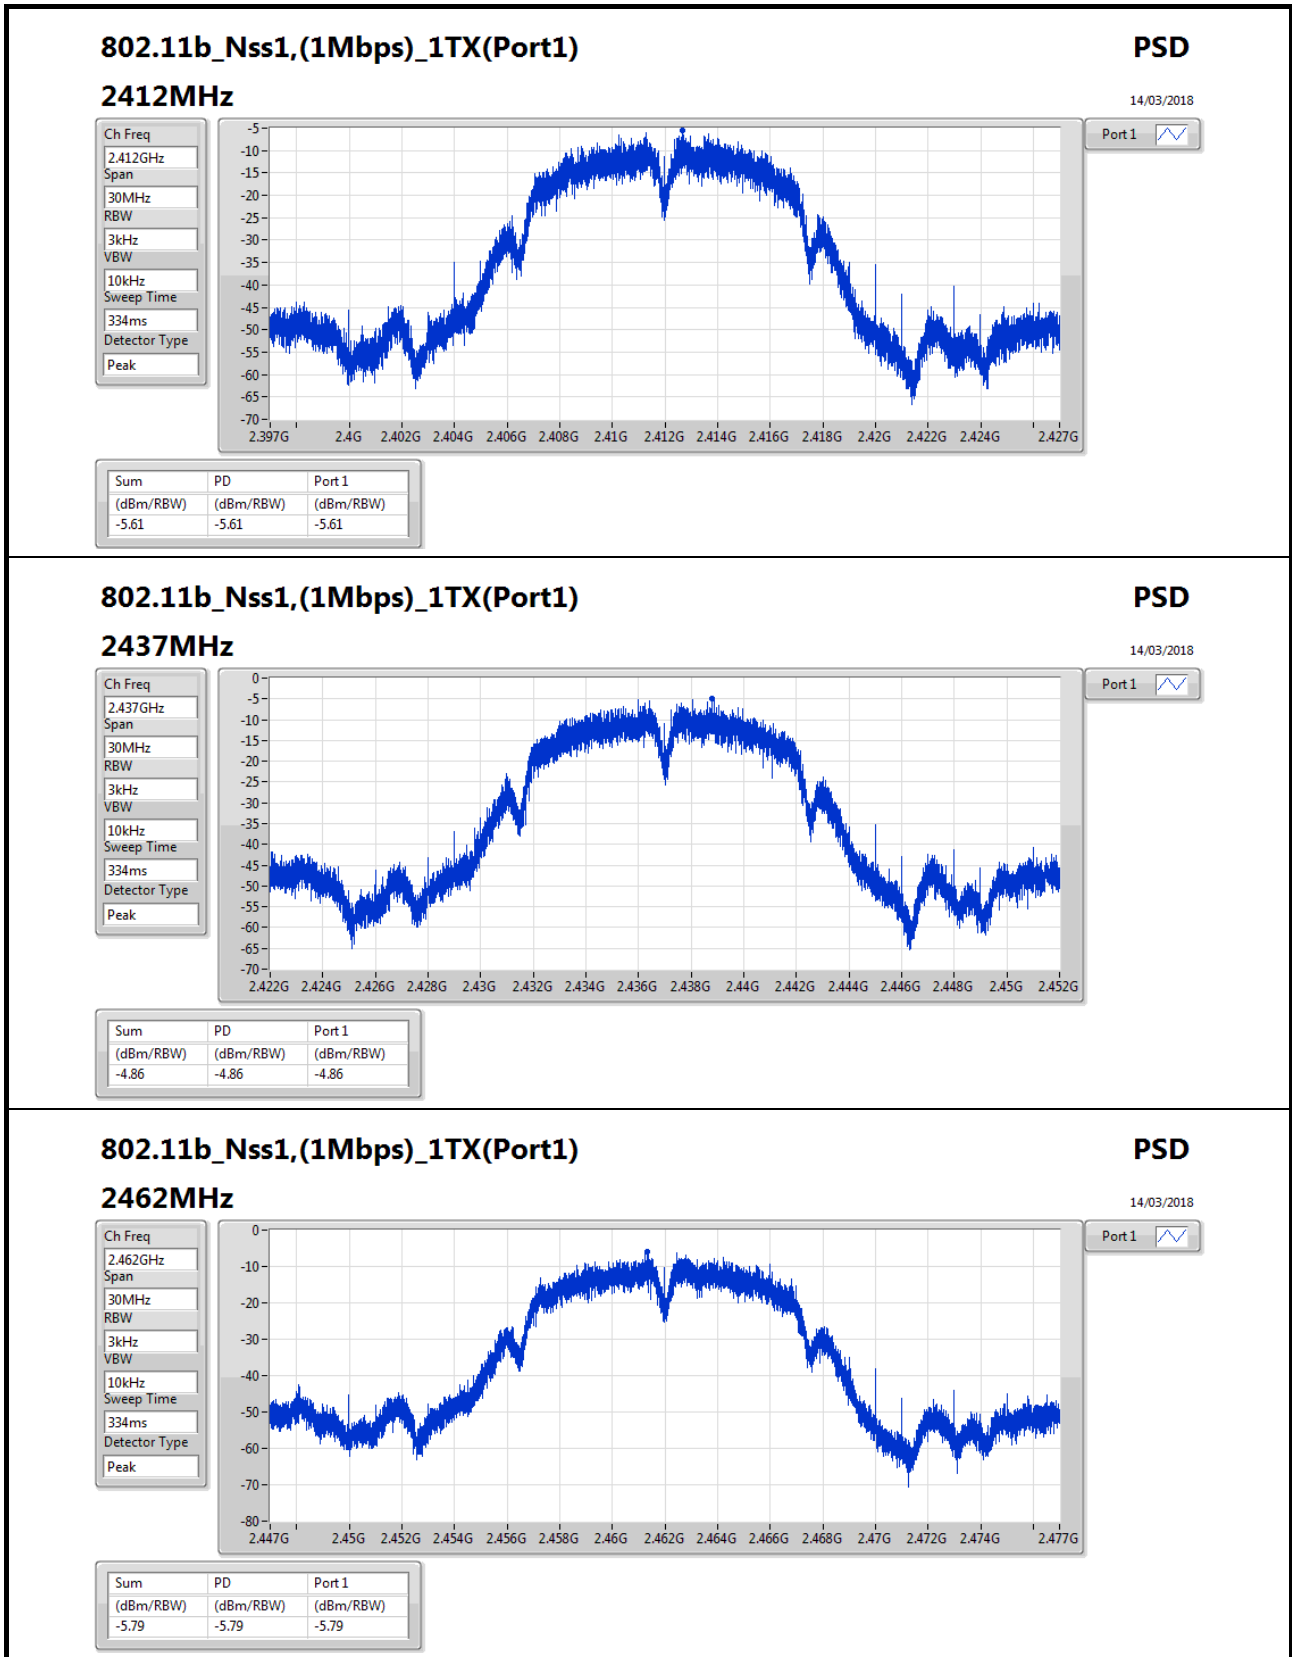 802.11b_Nss1,(1Mbps)_1TX(Port1) PSD
2412MHz 14/03/2018
Ch Freq
2.412GHz
Span
30MHz
RBW
3kHz
VBW
10kHz
Sweep Time
334ms
Detector Type
Peak
-5
-10
-15
-20
-25
-30
-35
-40
-45
-50
-55
-60
-65
-70
2.397G 2.4G 2.402G 2.404G 2.406G 2.408G 2.41G 2.412G 2.414G 2.416G 2.418G 2.42G 2.422G 2.424G 2.427G
Port 1
Sum PD Port 1
(dBm/RBW) (dBm/RBW) (dBm/RBW)
-5.61 -5.61 -5.61
802.11b_Nss1,(1Mbps)_1TX(Port1) PSD
2437MHz 14/03/2018
Ch Freq
2.437GHz
Span
30MHz
RBW
3kHz
VBW
10kHz
Sweep Time
334ms
Detector Type
Peak
0
-5
-10
-15
-20
-25
-30
-35
-40
-45
-50
-55
-60
-65
-70
2.422G 2.424G 2.426G 2.428G 2.43G 2.432G 2.434G 2.436G 2.438G 2.44G 2.442G 2.444G 2.446G 2.448G 2.45G 2.452G
Port 1
Sum PD Port 1
(dBm/RBW) (dBm/RBW) (dBm/RBW)
-4.86 -4.86 -4.86
802.11b_Nss1,(1Mbps)_1TX(Port1) PSD
2462MHz 14/03/2018
Ch Freq
2.462GHz
Span
30MHz
RBW
3kHz
VBW
10kHz
Sweep Time
334ms
Detector Type
Peak
0
-10
-20
-30
-40
-50
-60
-70
-80
2.447G 2.45G 2.452G 2.454G 2.456G 2.458G 2.46G 2.462G 2.464G 2.466G 2.468G 2.47G 2.472G 2.474G 2.477G
Port 1
Sum PD Port 1
(dBm/RBW) (dBm/RBW) (dBm/RBW)
-5.79 -5.79 -5.79